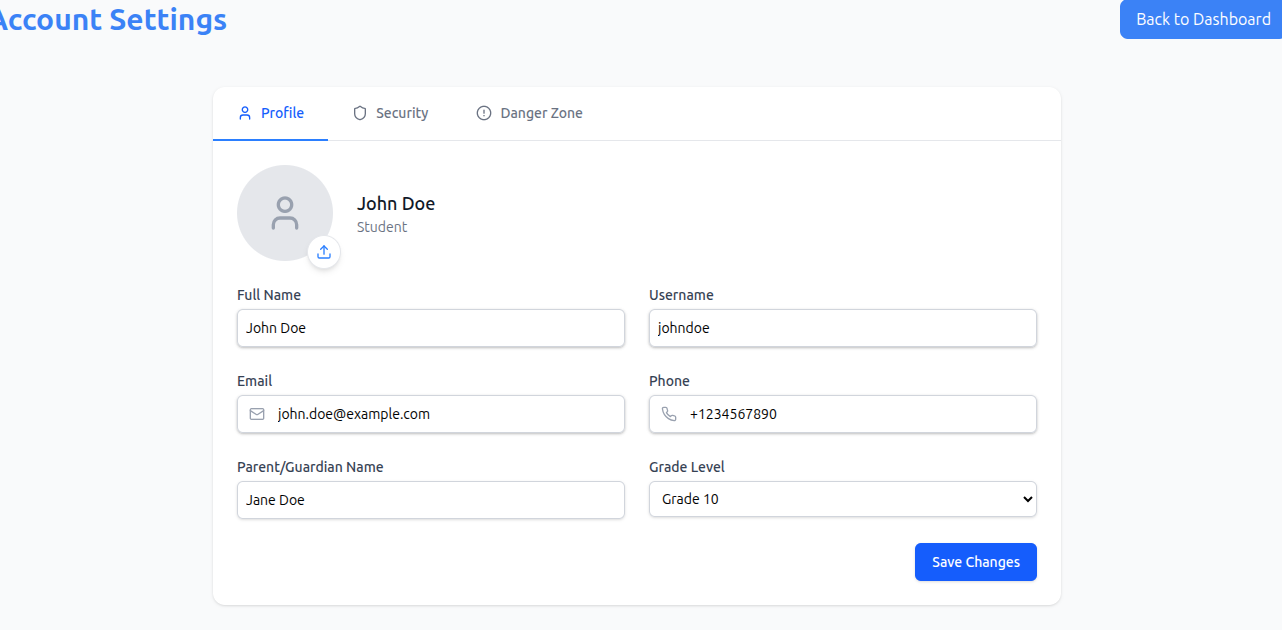 Account Settings
Back to Dashboard
Profile
Security
Danger Zone
John Doe
Student
Full Name
Username
John Doe
johndoe
Email
Phone
john.doe@example.com
+1234567890
Parent/Guardian Name
Grade Level
Jane Doe
Grade 10
Save Changes